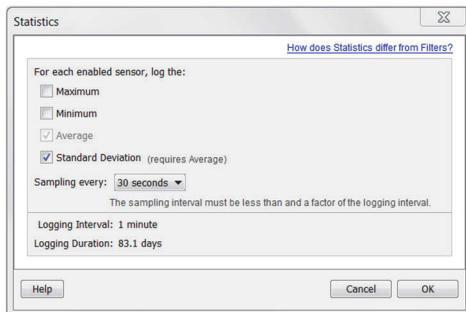 Statistics
How does Statistics differ from Filters?
For each enabled sensor, log the:
Maximum
Minimum
Average
Standard Deviation (requires Average)
Sampling every: 30 seconds
The sampling interval must be less than and a factor of the logging interval.
Logging Interval: 1 minute
Logging Duration: 83.1 days
Help Cancel OK